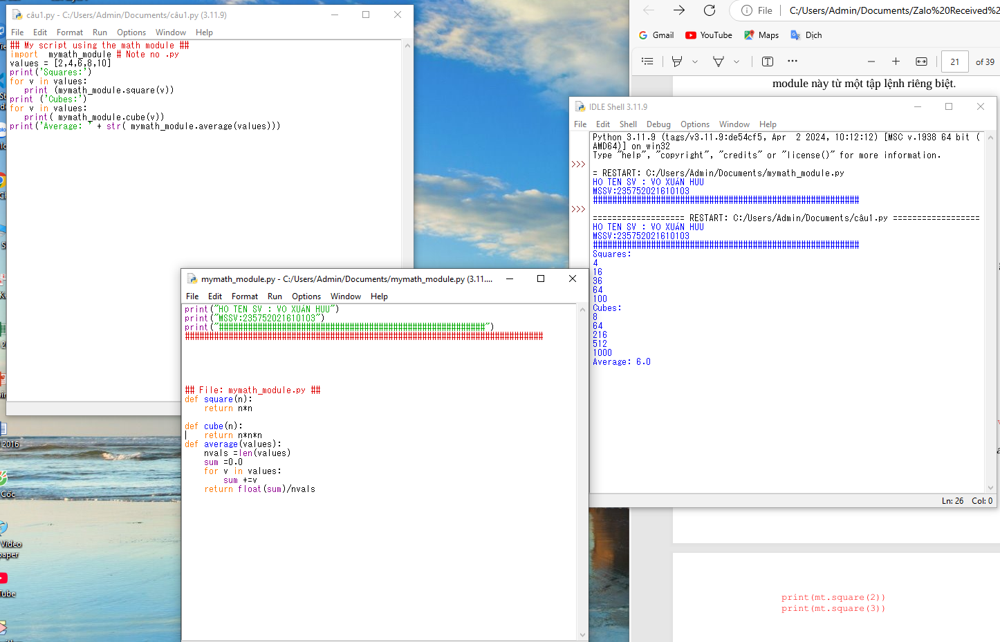 câu1.py - C:/Users/Admin/Documents/câu1.py (3.11.9)
File Edit Format Run Options Window Help
## My script using the math module ##
import  mymath_module # Note no .py
values = [2,4,6,8,10]
print('Squares:')
for v in values:
   print (mymath_module.square(v))
print ('Cubes:')
for v in values:
   print( mymath_module.cube(v))
print('Average: ' + str( mymath_module.average(values)))
File C:/Users/Admin/Documents/Zalo%20Received%2
Gmail YouTube Maps Dịch
21 of 39
module này từ một tập lệnh riêng biệt.
IDLE Shell 3.11.9
File Edit Shell Debug Options Window Help
Python 3.11.9 (tags/v3.11.9:de54cf5, Apr  2 2024, 10:12:12) [MSC v.1938 64 bit (
AMD64)] on win32
Type "help", "copyright", "credits" or "license()" for more information.
>>>
= RESTART: C:/Users/Admin/Documents/mymath_module.py
HO TEN SV : VO XUÁN HUU
MSSV:235752021610103
#######################################################
>>>
=================== RESTART: C:/Users/Admin/Documents/câu1.py ==================
HO TEN SV : VO XUÁN HUU
MSSV:235752021610103
#######################################################
Squares:
4
16
36
64
100
Cubes:
8
64
216
512
1000
Average: 6.0
Ln: 26 Col: 0
mymath_module.py - C:/Users/Admin/Documents/mymath_module.py (3.11....
File Edit Format Run Options Window Help
print("HO TEN SV : VO XUÁN HUU")
print("MSSV:235752021610103")
print("#######################################################")
##########################################################################
## File: mymath_module.py ##
def square(n):
    return n*n
def cube(n):
    return n*n*n
def average(values):
    nvals =len(values)
    sum =0.0
    for v in values:
        sum +=v
    return float(sum)/nvals
2016
Cốc
Video
paper
Tube
print(mt.square(2))
print(mt.square(3))